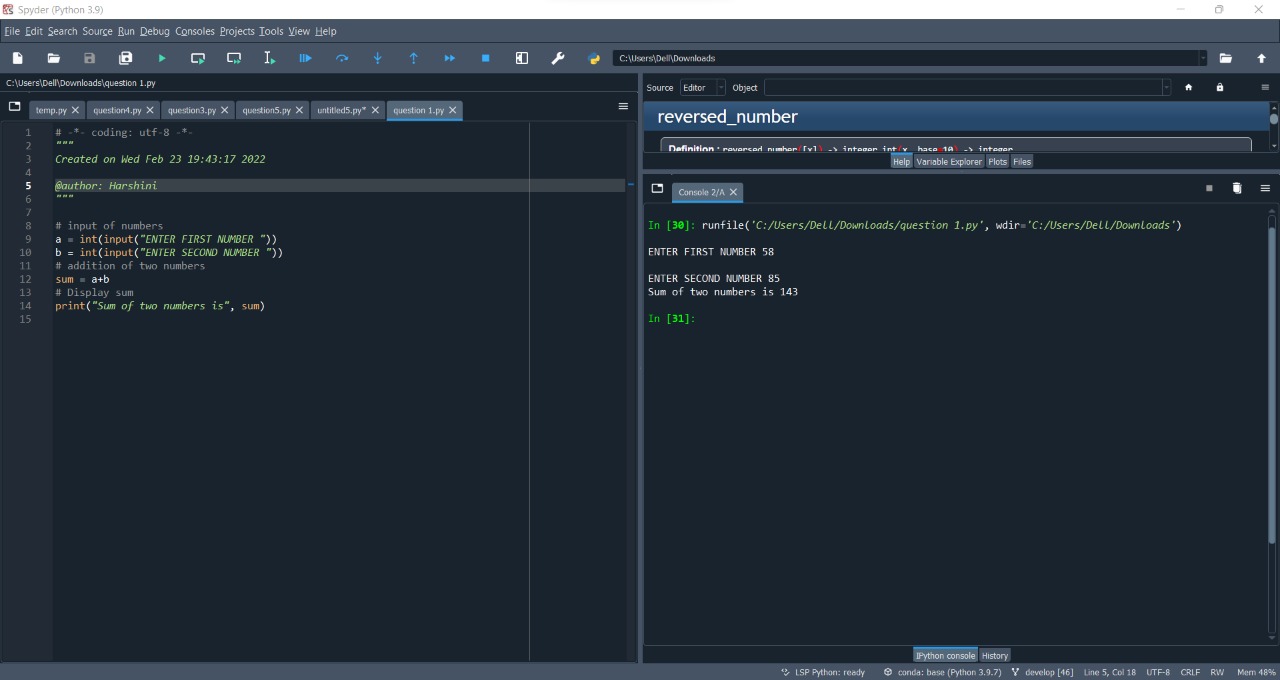 Spyder (Python 3.9)
File Edit Search Source Run Debug Consoles Projects Tools View Help
C:\Users\Dell\Downloads
C:\Users\Dell\Downloads\question 1.py
temp.py question4.py question3.py question5.py untitled5.py* question 1.py
1 # -*- coding: utf-8 -*-
2 """
3 Created on Wed Feb 23 19:43:17 2022
4
5 @author: Harshini
6 """
7
8 # input of numbers
9 a = int(input("ENTER FIRST NUMBER "))
10 b = int(input("ENTER SECOND NUMBER "))
11 # addition of two numbers
12 sum = a+b
13 # Display sum
14 print("Sum of two numbers is", sum)
15
Source Editor Object
reversed_number
Definition : reversed_number([x]) -> integer int(x, base=10) -> integer
Help Variable Explorer Plots Files
Console 2/A
In [30]: runfile('C:/Users/Dell/Downloads/question 1.py', wdir='C:/Users/Dell/Downloads')
ENTER FIRST NUMBER 58
ENTER SECOND NUMBER 85
Sum of two numbers is 143
In [31]:
IPython console History
LSP Python: ready conda: base (Python 3.9.7) develop [46] Line 5, Col 18 UTF-8 CRLF RW Mem 48%